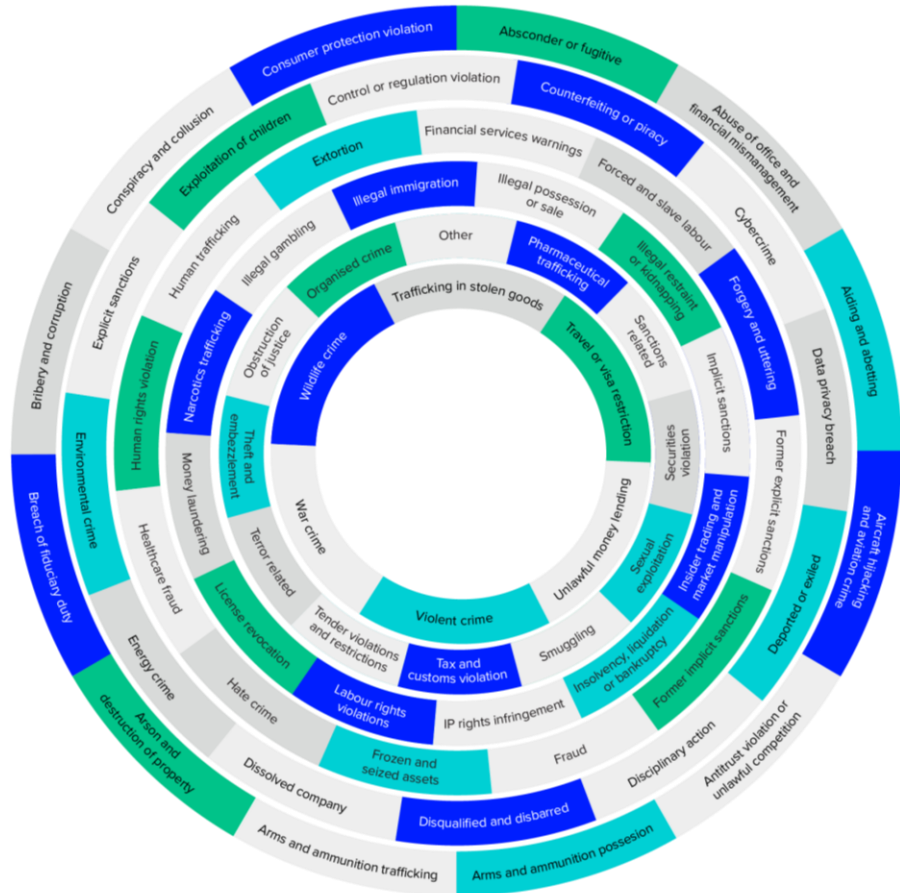 Absconder or fugitive
Abuse of office and
financial mismanagement
Aiding and abetting
Aircraft hijacking
and aviation crime
Antitrust violation or
unlawful competition
Arms and ammunition possesion
Arms and ammunition trafficking
Arson and
destruction of property
Breach of fiduciary duty
Bribery and corruption
Conspiracy and collusion
Consumer protection violation
Control or regulation violation
Counterfeiting or piracy
Cybercrime
Data privacy breach
Deported or exiled
Disciplinary action
Disqualified and disbarred
Dissolved company
Energy crime
Environmental crime
Explicit sanctions
Exploitation of children
Extortion
Financial services warnings
Forced and slave labour
Forgery and uttering
Former explicit sanctions
Former implicit sanctions
Fraud
Frozen and
seized assets
Hate crime
Healthcare fraud
Human rights violation
Human trafficking
Illegal gambling
Illegal immigration
Illegal possession
or sale
Illegal restraint
or kidnapping
Implicit sanctions
Insider trading and
market manipulation
Insolvency, liquidation
or bankruptcy
IP rights infringement
Labour rights
violations
License revocation
Money laundering
Narcotics trafficking
Obstruction
of justice
Organised crime
Other
Pharmaceutical
trafficking
Sanctions
related
Securities
violation
Sexual
exploitation
Smuggling
Tax and
customs violation
Tender violations
and restrictions
Terror related
Theft and
embezzlement
Trafficking in stolen goods
Travel or visa restriction
Unlawful money lending
Violent crime
War crime
Wildlife crime